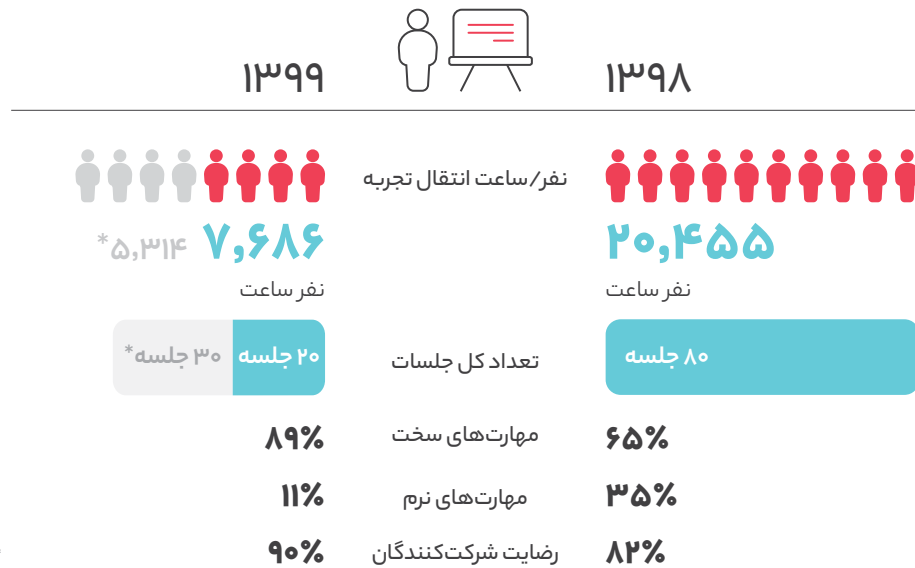 ۱۳۹۸
۱۳۹۹
نفر/ساعت انتقال تجربه
۲۰,۴۵۵
نفر ساعت
۷,۶۸۶ ۵,۳۱۴*
نفر ساعت
تعداد کل جلسات
۸۰ جلسه
۲۰ جلسه ۳۰ جلسه*
۶۵% مهارت‌های سخت ۸۹%
۳۵% مهارت‌های نرم ۱۱%
۸۲% رضایت شرکت‌کنندگان ۹۰%